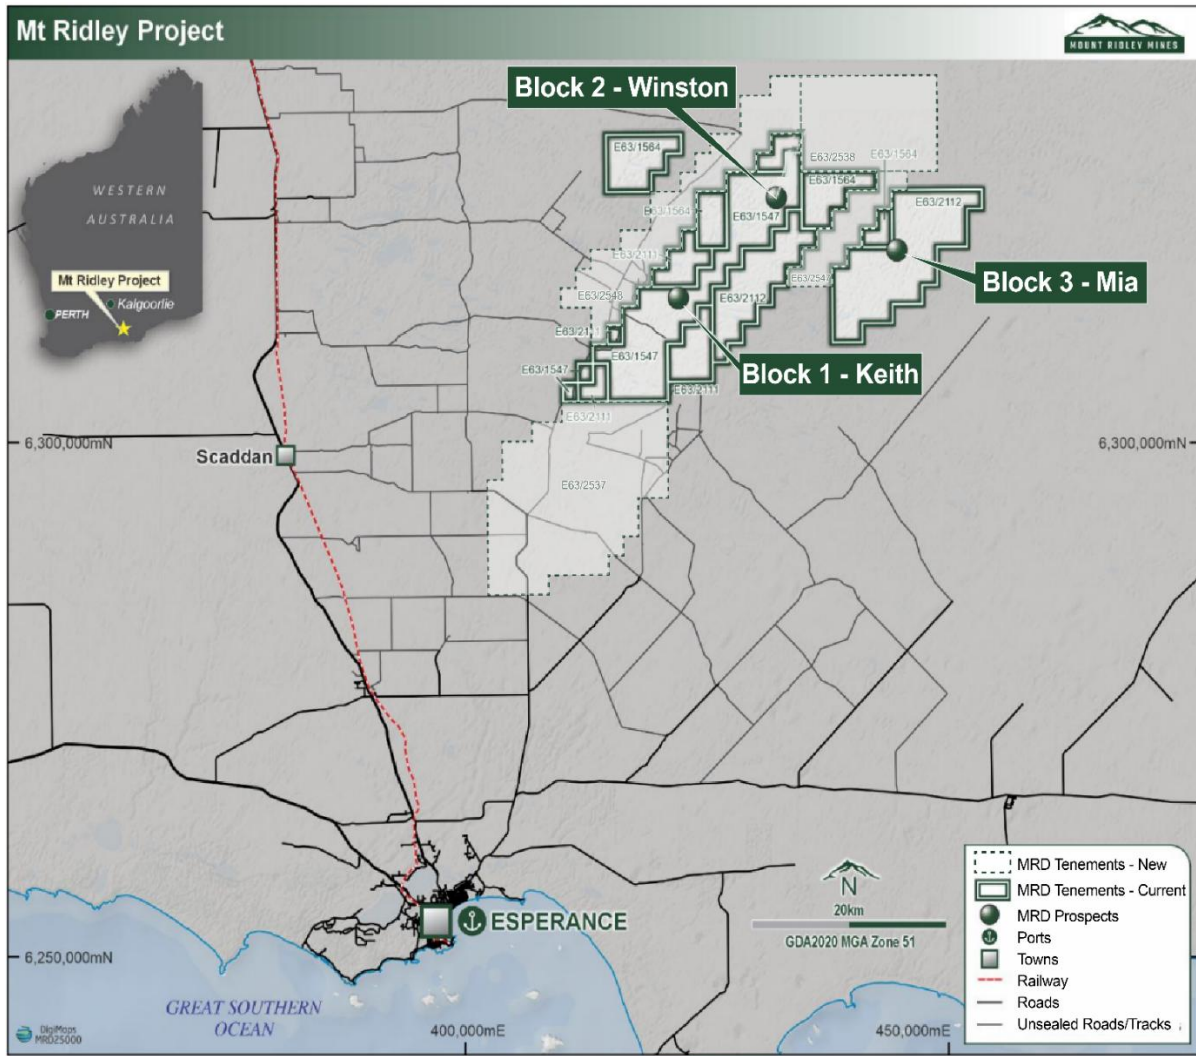 Mt Ridley Project
MOUNT RIDLEY MINES
Block 2 - Winston
E63/1564
E63/2538
E63/1564
WESTERN
AUSTRALIA
E63/1564
E63/1564
E63/1547
E63/2112
Mt Ridley Project
Kalgoorlie
PERTH
E63/2111
E63/2547
Block 3 - Mia
E63/2548
E63/2112
E63/2111
E63/1547
E63/1547
Block 1 - Keith
E63/2111
E63/2111
6,300,000mN
6,300,000mN
Scaddan
E63/2537
MRD Tenements - New
MRD Tenements - Current
MRD Prospects
Ports
Towns
Railway
Roads
Unsealed Roads/Tracks
N
20km
GDA2020 MGA Zone 51
ESPERANCE
6,250,000mN
GREAT SOUTHERN
OCEAN
DigiMaps
MRD25000
400,000mE
450,000mE